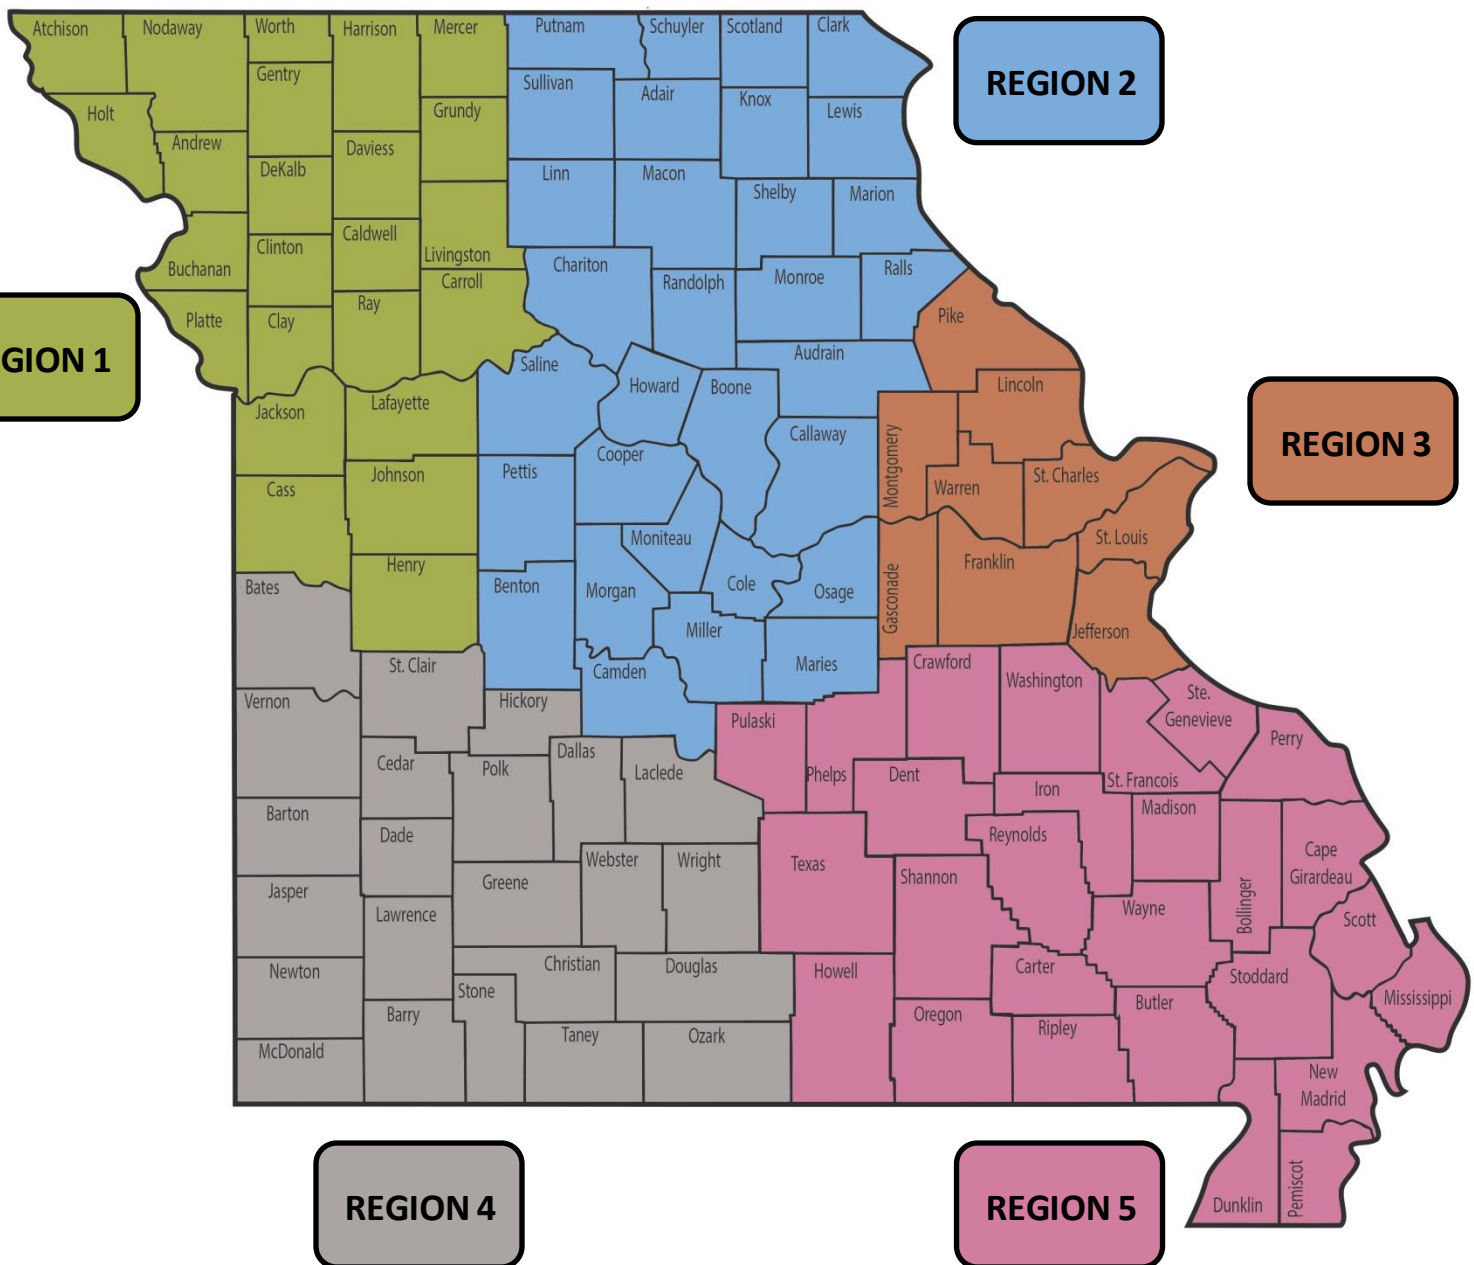 Atchison
Nodaway
Worth
Harrison
Mercer
Putnam
Schuyler
Scotland
Clark
Gentry
Sullivan
Adair
Knox
Lewis
REGION 2
Holt
Andrew
DeKalb
Daviess
Grundy
Linn
Macon
Shelby
Marion
Buchanan
Clinton
Caldwell
Livingston
Carroll
Chariton
Randolph
Monroe
Ralls
Platte
Clay
Ray
Pike
GION 1
Saline
Howard
Boone
Audrain
Lincoln
Jackson
Lafayette
Callaway
Montgomery
REGION 3
Cass
Johnson
Pettis
Cooper
Warren
St. Charles
Moniteau
St. Louis
Bates
Henry
Benton
Morgan
Cole
Osage
Gasconade
Franklin
Miller
Jefferson
St. Clair
Camden
Maries
Crawford
Washington
Ste.
Genevieve
Vernon
Hickory
Pulaski
Perry
Cedar
Polk
Dallas
Laclede
Phelps
Dent
Iron
St. Francois
Madison
Barton
Dade
Reynolds
Cape
Girardeau
Jasper
Greene
Webster
Wright
Texas
Shannon
Bollinger
Lawrence
Wayne
Scott
Newton
Christian
Douglas
Howell
Carter
Stoddard
Mississippi
Stone
Barry
Oregon
Butler
McDonald
Taney
Ozark
Ripley
New
Madrid
Dunklin
Pemiscot
REGION 4
REGION 5